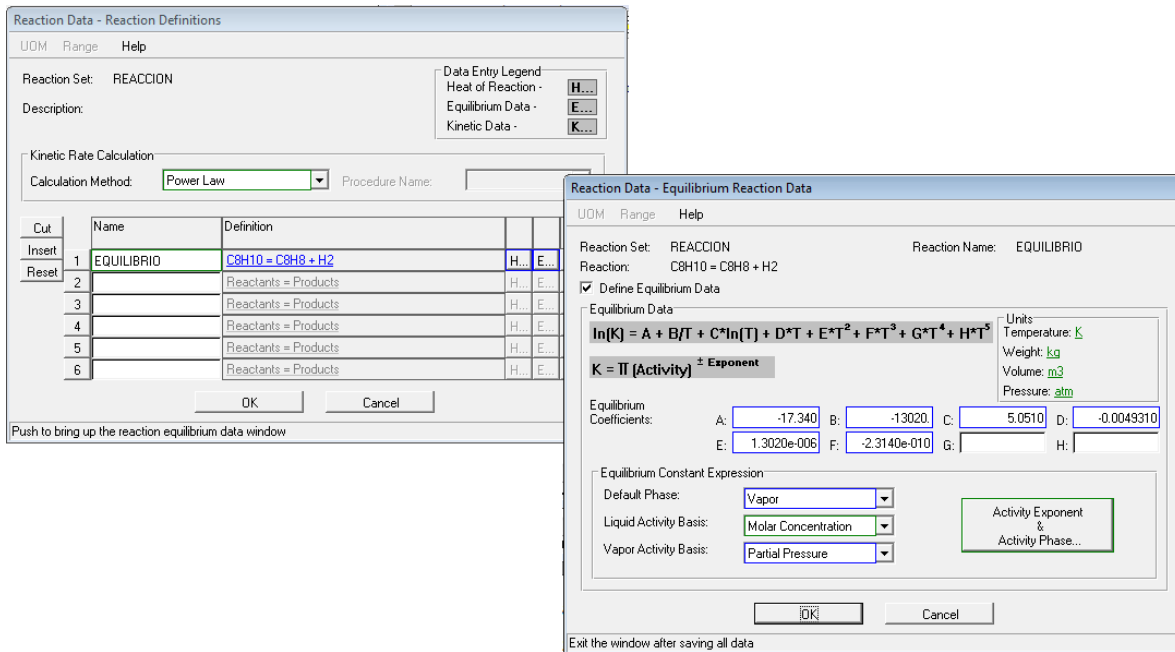 Reaction Data - Reaction Definitions
UOM Range Help
Reaction Set: REACCION
Description:
Data Entry Legend
Heat of Reaction - H...
Equilibrium Data - E...
Kinetic Data - K...
Kinetic Rate Calculation
Calculation Method: Power Law Procedure Name:
Cut
Insert
Reset
Name Definition
1 EQUILIBRIO C8H10 = C8H8 + H2 H... E...
2 Reactants = Products H... E...
3 Reactants = Products H... E...
4 Reactants = Products H... E...
5 Reactants = Products H... E...
6 Reactants = Products H... E...
OK Cancel
Push to bring up the reaction equilibrium data window
Reaction Data - Equilibrium Reaction Data
UOM Range Help
Reaction Set: REACCION Reaction Name: EQUILIBRIO
Reaction: C8H10 = C8H8 + H2
Define Equilibrium Data
Equilibrium Data
ln(K) = A + B/T + C*ln(T) + D*T + E*T² + F*T³ + G*T⁴ + H*T⁵
K = Π (Activity) ± Exponent
Units
Temperature: K
Weight: kg
Volume: m3
Pressure: atm
Equilibrium
Coefficients: A: -17.340 B: -13020. C: 5.0510 D: -0.0049310
E: 1.3020e-006 F: -2.3140e-010 G: H:
Equilibrium Constant Expression
Default Phase: Vapor
Liquid Activity Basis: Molar Concentration
Vapor Activity Basis: Partial Pressure
Activity Exponent
&
Activity Phase...
OK Cancel
Exit the window after saving all data